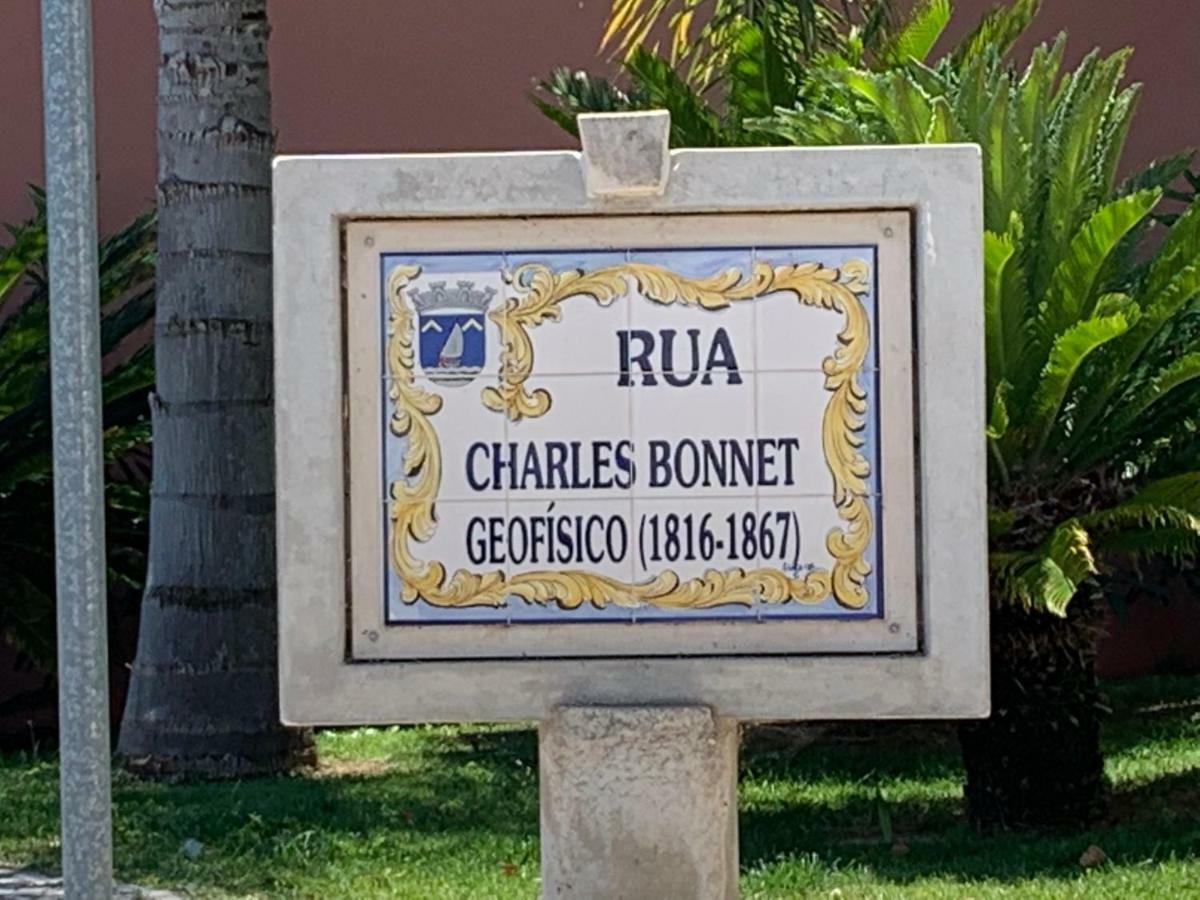 RUA
CHARLES BONNET
GEOFÍSICO (1816-1867)